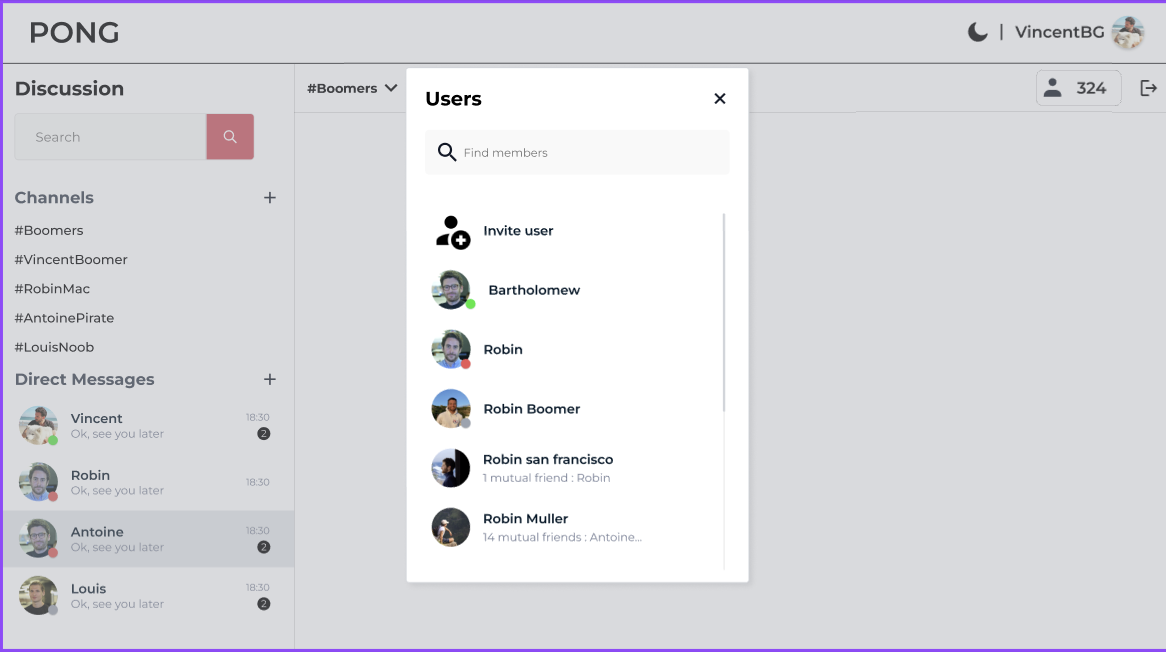 PONG
| VincentBG
Discussion
Search
Channels
+
#Boomers
#VincentBoomer
#RobinMac
#AntoinePirate
#LouisNoob
Direct Messages
+
Vincent
18:30
Ok, see you later
2
Robin
Ok, see you later
18:30
Antoine
18:30
Ok, see you later
2
Louis
18:30
Ok, see you later
2
#Boomers
324
Users
Find members
Invite user
Bartholomew
Robin
Robin Boomer
Robin san francisco
1 mutual friend : Robin
Robin Muller
14 mutual friends : Antoine...